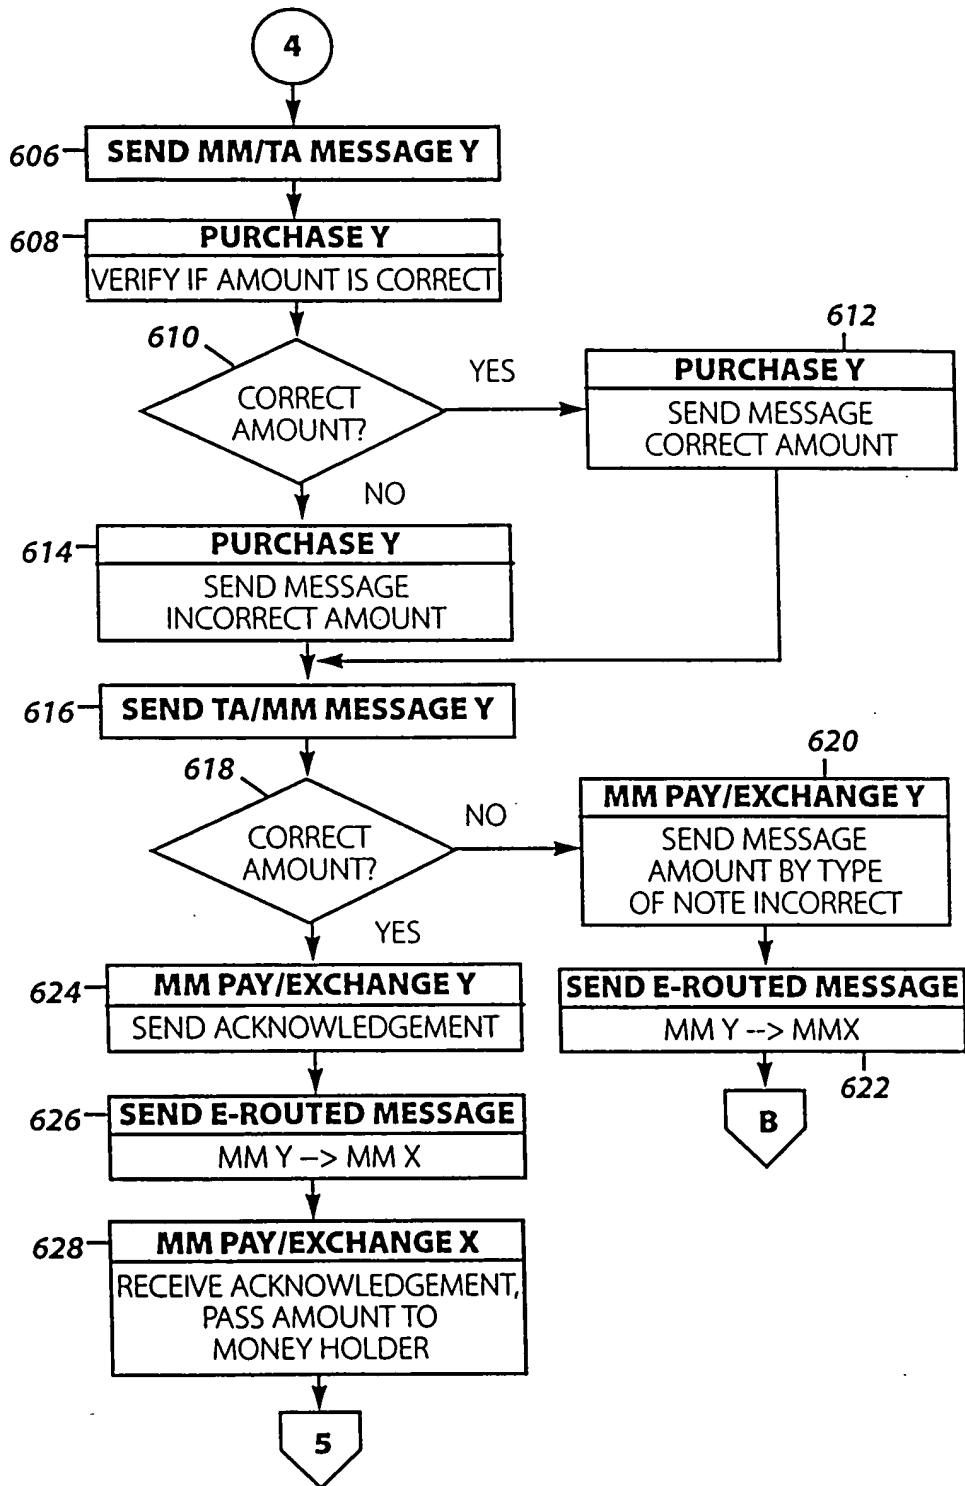 4
606
SEND MM/TA MESSAGE Y
608
PURCHASE Y
VERIFY IF AMOUNT IS CORRECT
610
CORRECT
AMOUNT?
YES
612
PURCHASE Y
SEND MESSAGE
CORRECT AMOUNT
NO
614
PURCHASE Y
SEND MESSAGE
INCORRECT AMOUNT
616
SEND TA/MM MESSAGE Y
618
CORRECT
AMOUNT?
NO
620
MM PAY/EXCHANGE Y
SEND MESSAGE
AMOUNT BY TYPE
OF NOTE INCORRECT
YES
624
MM PAY/EXCHANGE Y
SEND ACKNOWLEDGEMENT
SEND E-ROUTED MESSAGE
MM Y --> MMX
622
B
626
SEND E-ROUTED MESSAGE
MM Y --> MM X
628
MM PAY/EXCHANGE X
RECEIVE ACKNOWLEDGEMENT,
PASS AMOUNT TO
MONEY HOLDER
5